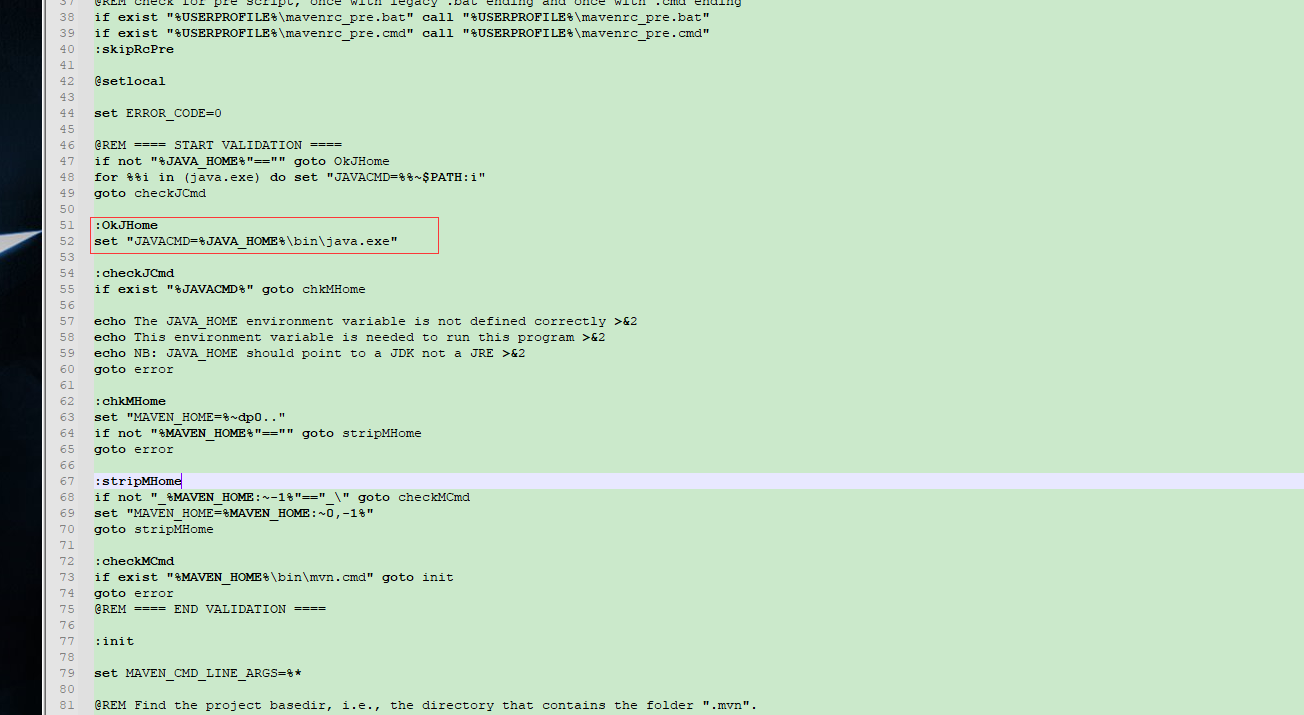 37 @REM check for pre script, once with legacy .bat ending and once with .cmd ending
38 if exist "%USERPROFILE%\mavenrc_pre.bat" call "%USERPROFILE%\mavenrc_pre.bat"
39 if exist "%USERPROFILE%\mavenrc_pre.cmd" call "%USERPROFILE%\mavenrc_pre.cmd"
40 :skipRcPre
41
42 @setlocal
43
44 set ERROR_CODE=0
45
46 @REM ==== START VALIDATION ====
47 if not "%JAVA_HOME%"=="" goto OkJHome
48 for %%i in (java.exe) do set "JAVACMD=%%~$PATH:i"
49 goto checkJCmd
50
51 :OkJHome
52 set "JAVACMD=%JAVA_HOME%\bin\java.exe"
53
54 :checkJCmd
55 if exist "%JAVACMD%" goto chkMHome
56
57 echo The JAVA_HOME environment variable is not defined correctly >&2
58 echo This environment variable is needed to run this program >&2
59 echo NB: JAVA_HOME should point to a JDK not a JRE >&2
60 goto error
61
62 :chkMHome
63 set "MAVEN_HOME=%~dp0.."
64 if not "%MAVEN_HOME%"=="" goto stripMHome
65 goto error
66
67 :stripMHome
68 if not "_%MAVEN_HOME:~-1%"=="_\" goto checkMCmd
69 set "MAVEN_HOME=%MAVEN_HOME:~0,-1%"
70 goto stripMHome
71
72 :checkMCmd
73 if exist "%MAVEN_HOME%\bin\mvn.cmd" goto init
74 goto error
75 @REM ==== END VALIDATION ====
76
77 :init
78
79 set MAVEN_CMD_LINE_ARGS=%*
80
81 @REM Find the project basedir, i.e., the directory that contains the folder ".mvn".